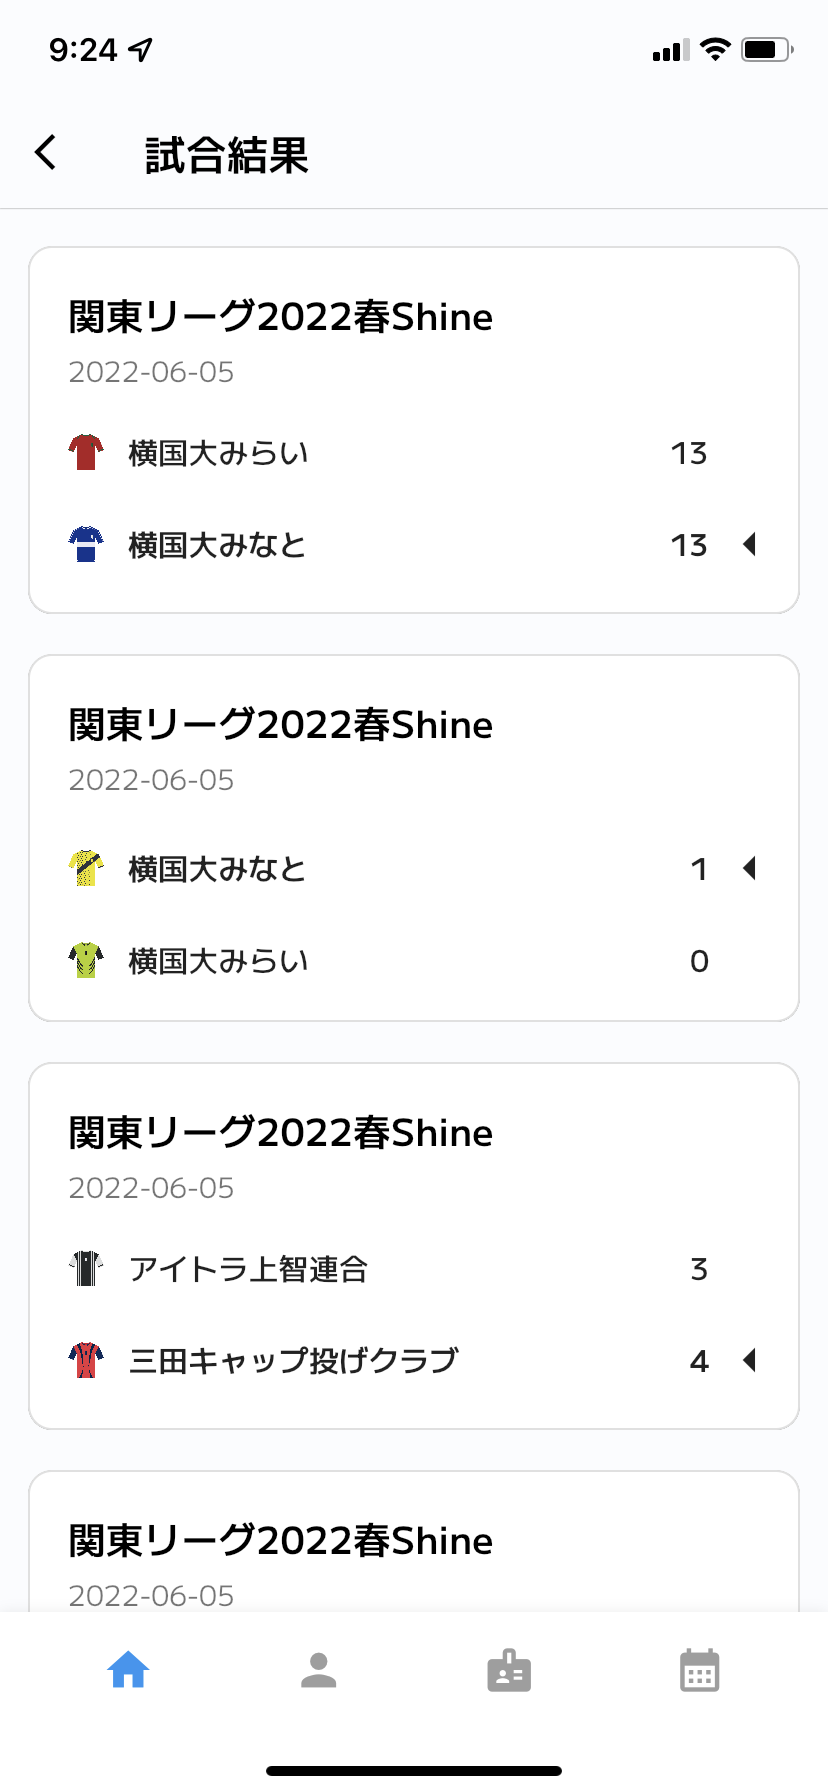 9:24
試合結果
関東リーグ2022春Shine
2022-06-05
横国大みらい 13
横国大みなと 13
関東リーグ2022春Shine
2022-06-05
横国大みなと 1
横国大みらい 0
関東リーグ2022春Shine
2022-06-05
アイトラ上智連合 3
三田キャップ投げクラブ 4
関東リーグ2022春Shine
2022-06-05